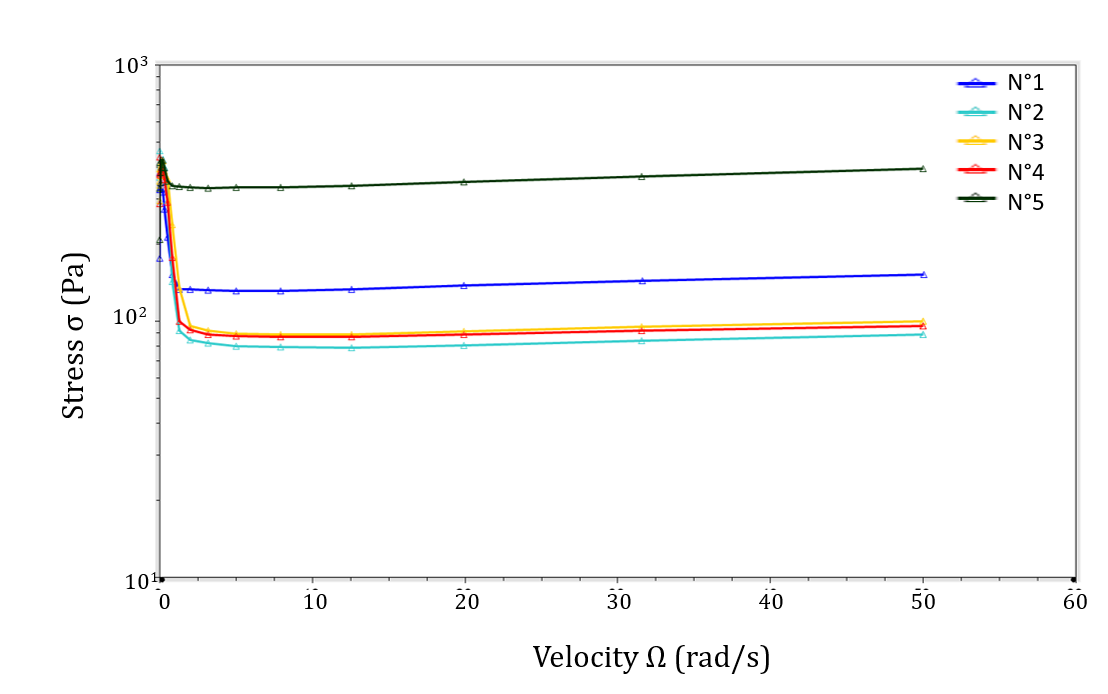 10³
10²
10¹
Stress σ (Pa)
0 10 20 30 40 50 60
Velocity Ω (rad/s)
N°1
N°2
N°3
N°4
N°5